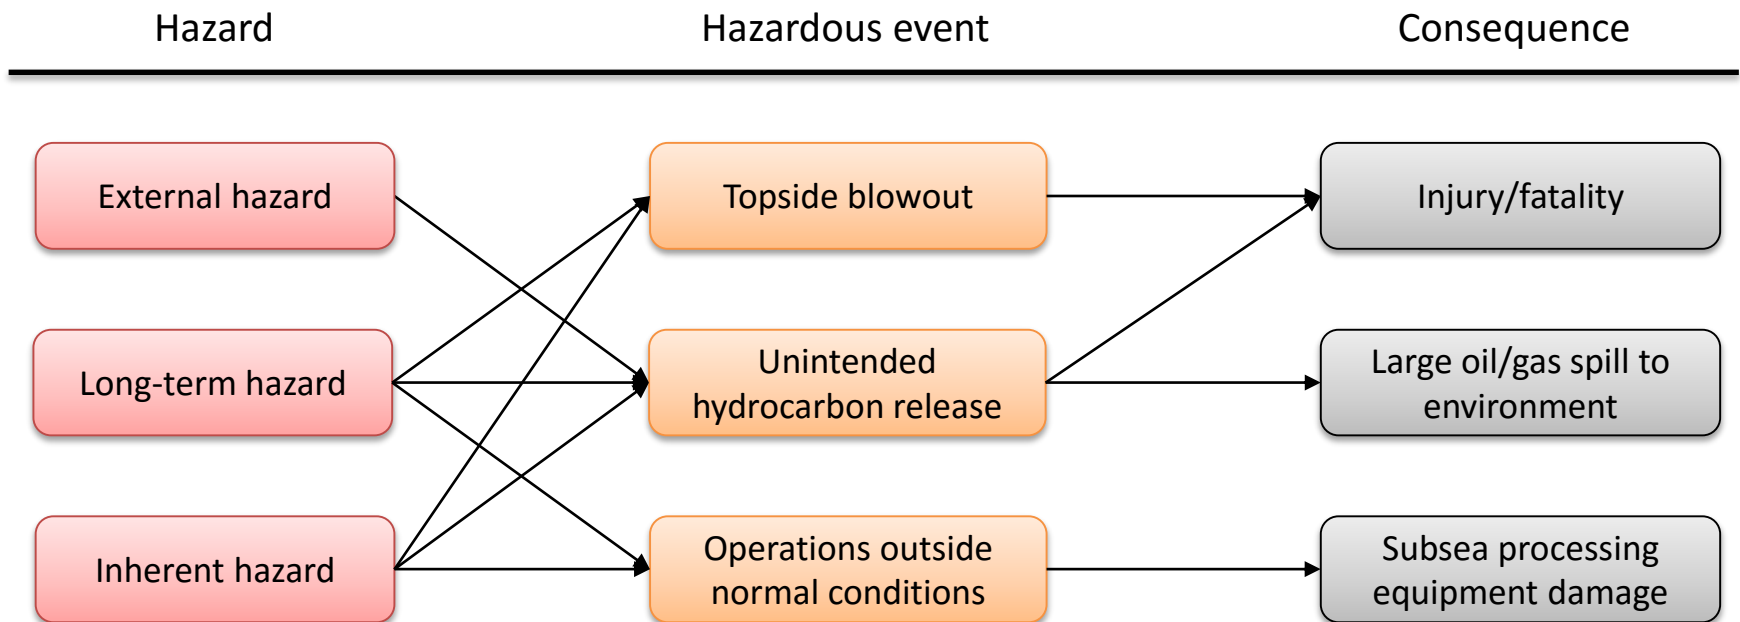 Hazard
Hazardous event
Consequence
External hazard
Topside blowout
Injury/fatality
Long-term hazard
Unintended
hydrocarbon release
Large oil/gas spill to
environment
Inherent hazard
Operations outside
normal conditions
Subsea processing
equipment damage